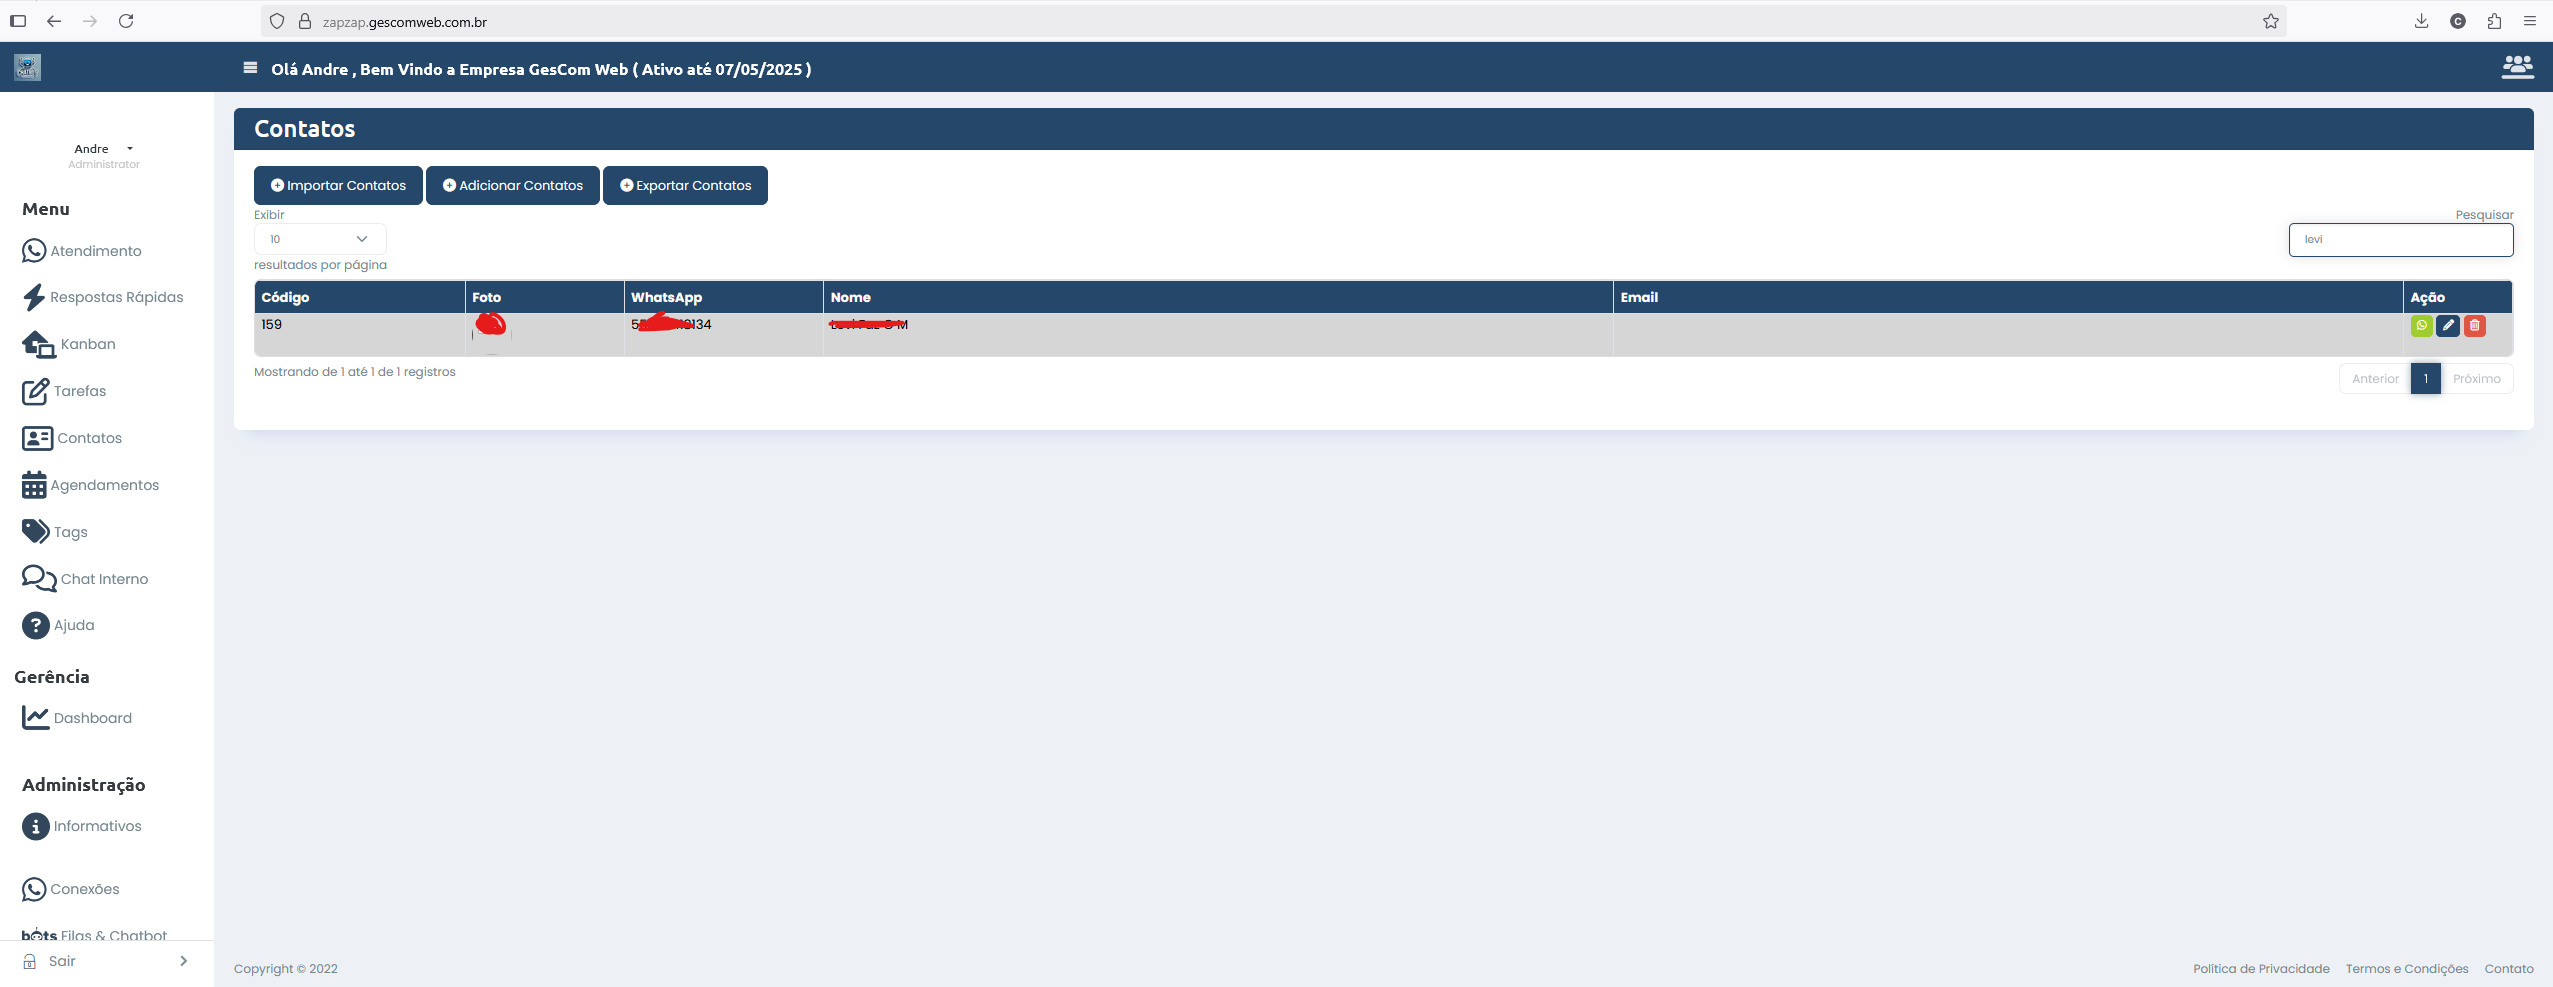 zapzap.gescomweb.com.br
Olá Andre , Bem Vindo a Empresa GesCom Web ( Ativo até 07/05/2025 )
Andre
Administrator
Menu
Atendimento
Respostas Rápidas
Kanban
Tarefas
Contatos
Agendamentos
Tags
Chat Interno
Ajuda
Gerência
Dashboard
Administração
Informativos
Conexões
bots Filas & Chatbot
Sair
Contatos
Importar Contatos Adicionar Contatos Exportar Contatos
Exibir
10
resultados por página
Pesquisar
levi
Código Foto WhatsApp Nome Email Ação
159
Mostrando de 1 até 1 de 1 registros
Anterior 1 Próximo
Copyright © 2022
Política de Privacidade Termos e Condições Contato